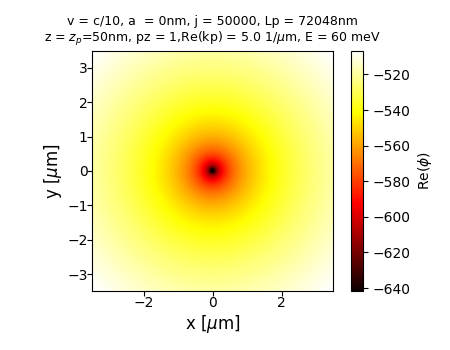 v = c/10, a  = 0nm, j = 50000, Lp = 72048nm
z = z_p=50nm, pz = 1,Re(kp) = 5.0 1/μm, E = 60 meV
3
2
1
0
−1
−2
−3
y [μm]
−2 0 2
x [μm]
−520
−540
−560
−580
−600
−620
−640
Re(ϕ)